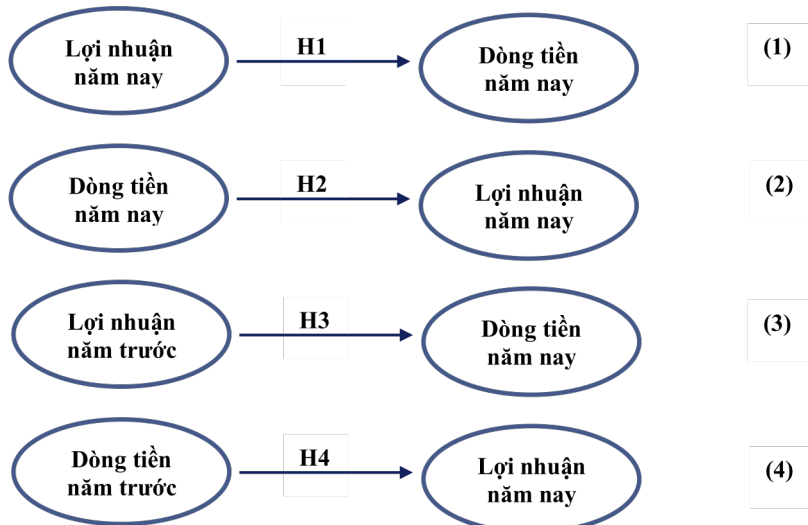 H1
Lợi nhuận
năm nay
Dòng tiền
năm nay
(1)
H2
Dòng tiền
năm nay
Lợi nhuận
năm nay
(2)
H3
Lợi nhuận
năm trước
Dòng tiền
năm nay
(3)
H4
Dòng tiền
năm trước
Lợi nhuận
năm nay
(4)